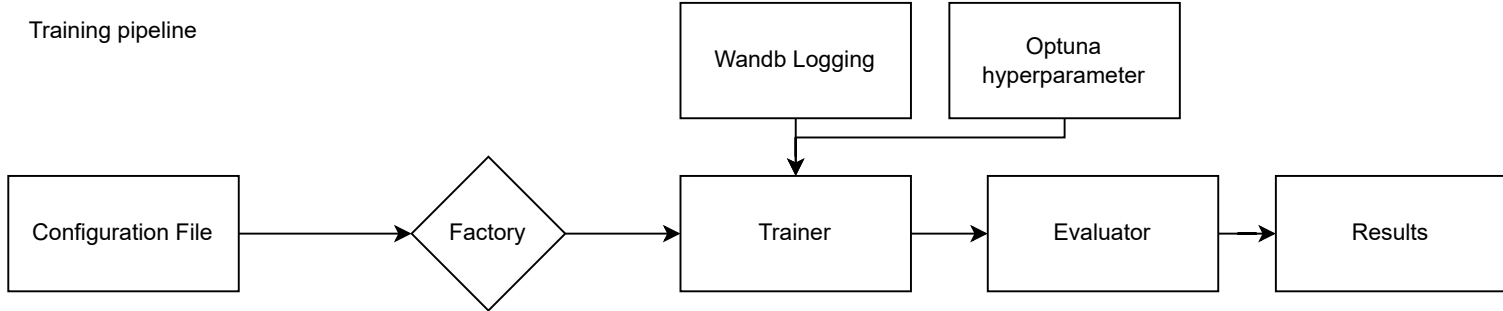 Training pipeline
Wandb Logging
Optuna
hyperparameter
Configuration File
Factory
Trainer
Evaluator
Results